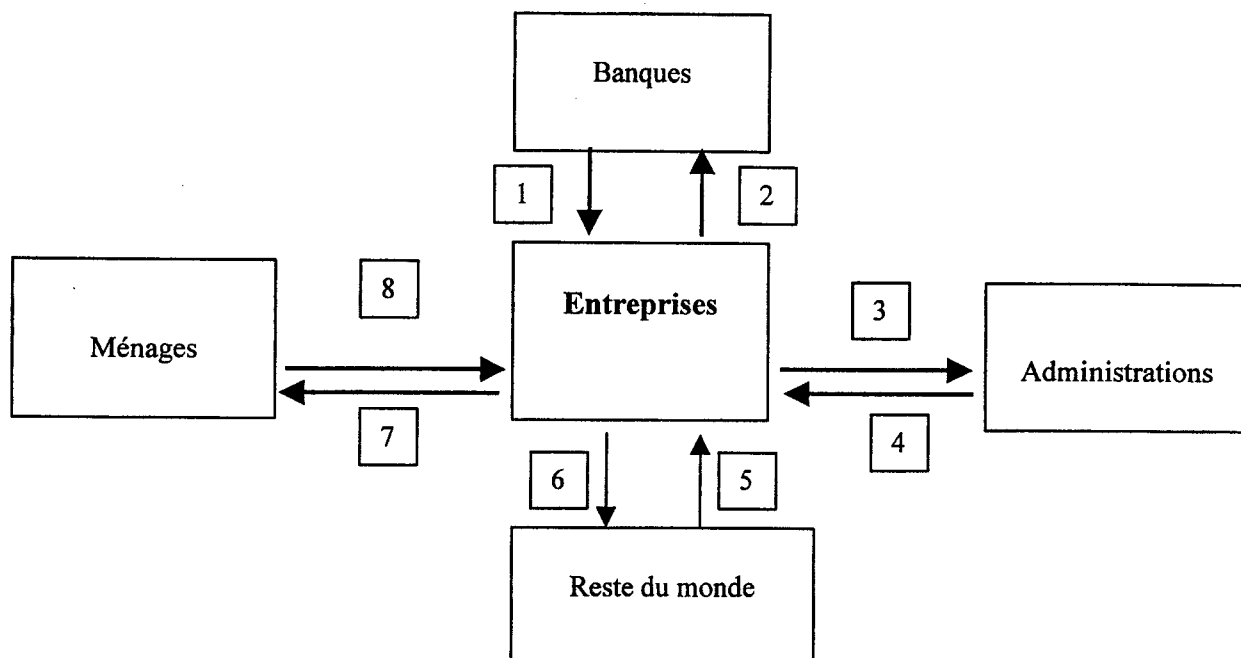 Banques
1
2
8
Entreprises
3
Ménages
Administrations
7
4
6
5
Reste du monde